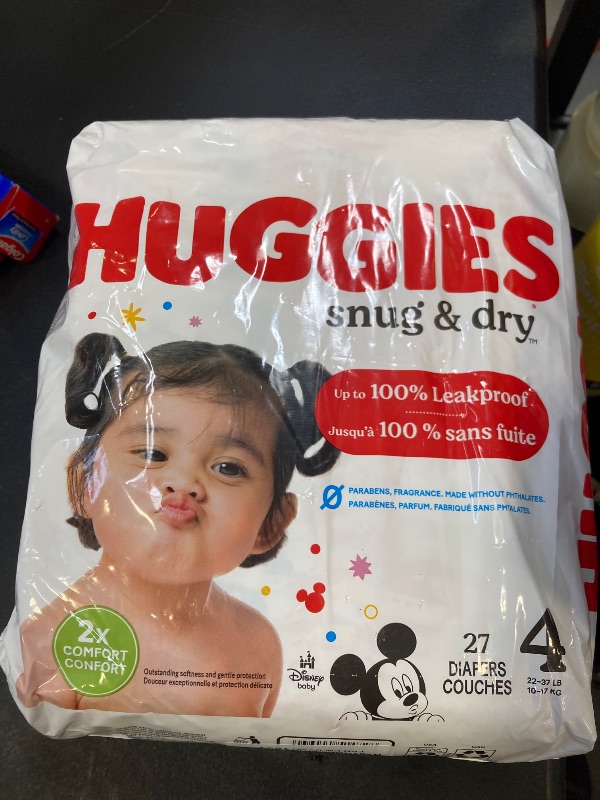 HUGGIES
snug & dry™
Up to 100% Leakproof
Jusqu'à 100 % sans fuite
PARABENS, FRAGRANCE. MADE WITHOUT PHTHALATES.
PARABÈNES, PARFUM. FABRIQUÉ SANS PHTALATES.
2x
COMFORT
CONFORT
Outstanding softness and gentle protection
Douceur exceptionnelle et protection délicate
Disney
baby
27
DIAPERS
COUCHES
4
22-37 LB
10-17 KG